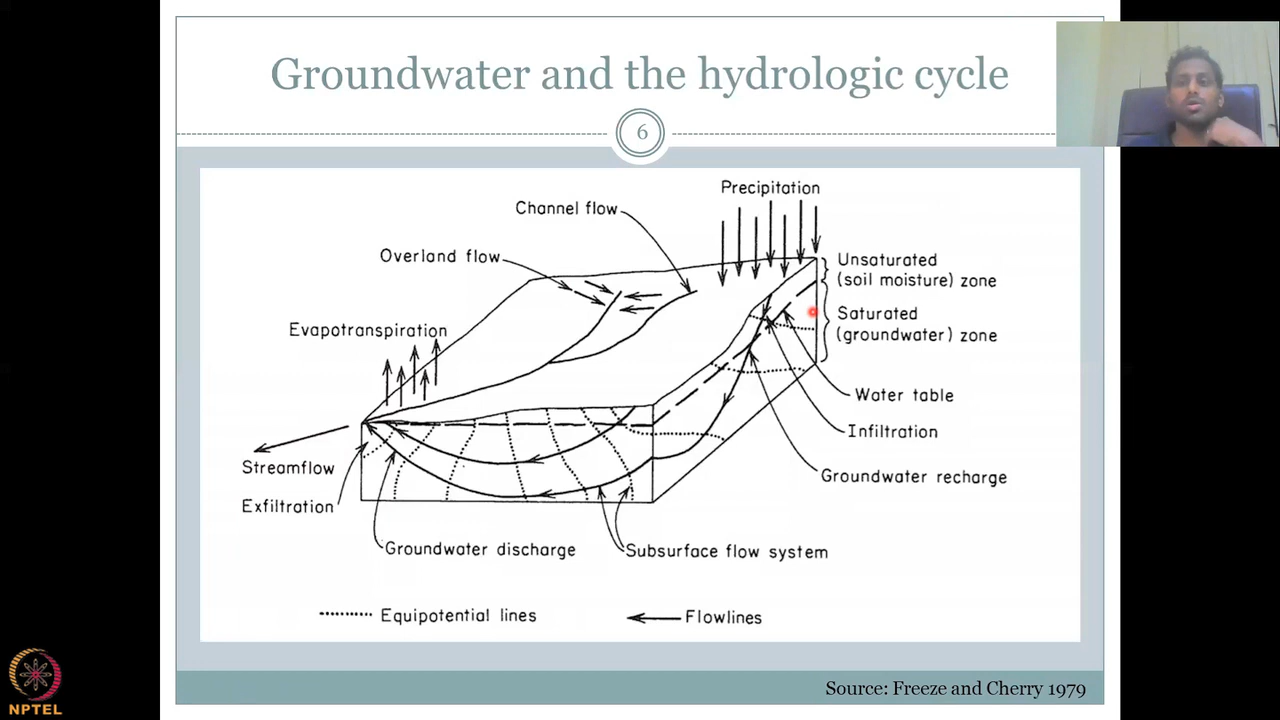 Groundwater and the hydrologic cycle
6
Precipitation
Channel flow
Overland flow
Unsaturated
(soil moisture) zone
Saturated
(groundwater) zone
Evapotranspiration
Water table
Infiltration
Groundwater recharge
Streamflow
Exfiltration
Groundwater discharge
Subsurface flow system
Equipotential lines
Flowlines
Source: Freeze and Cherry 1979
NPTEL